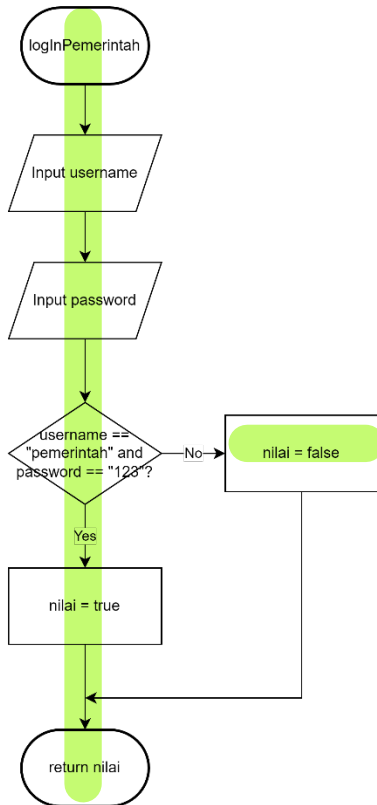 logInPemerintah
Input username
Input password
username ==
"pemerintah" and
password == "123"?
No
nilai = false
Yes
nilai = true
return nilai